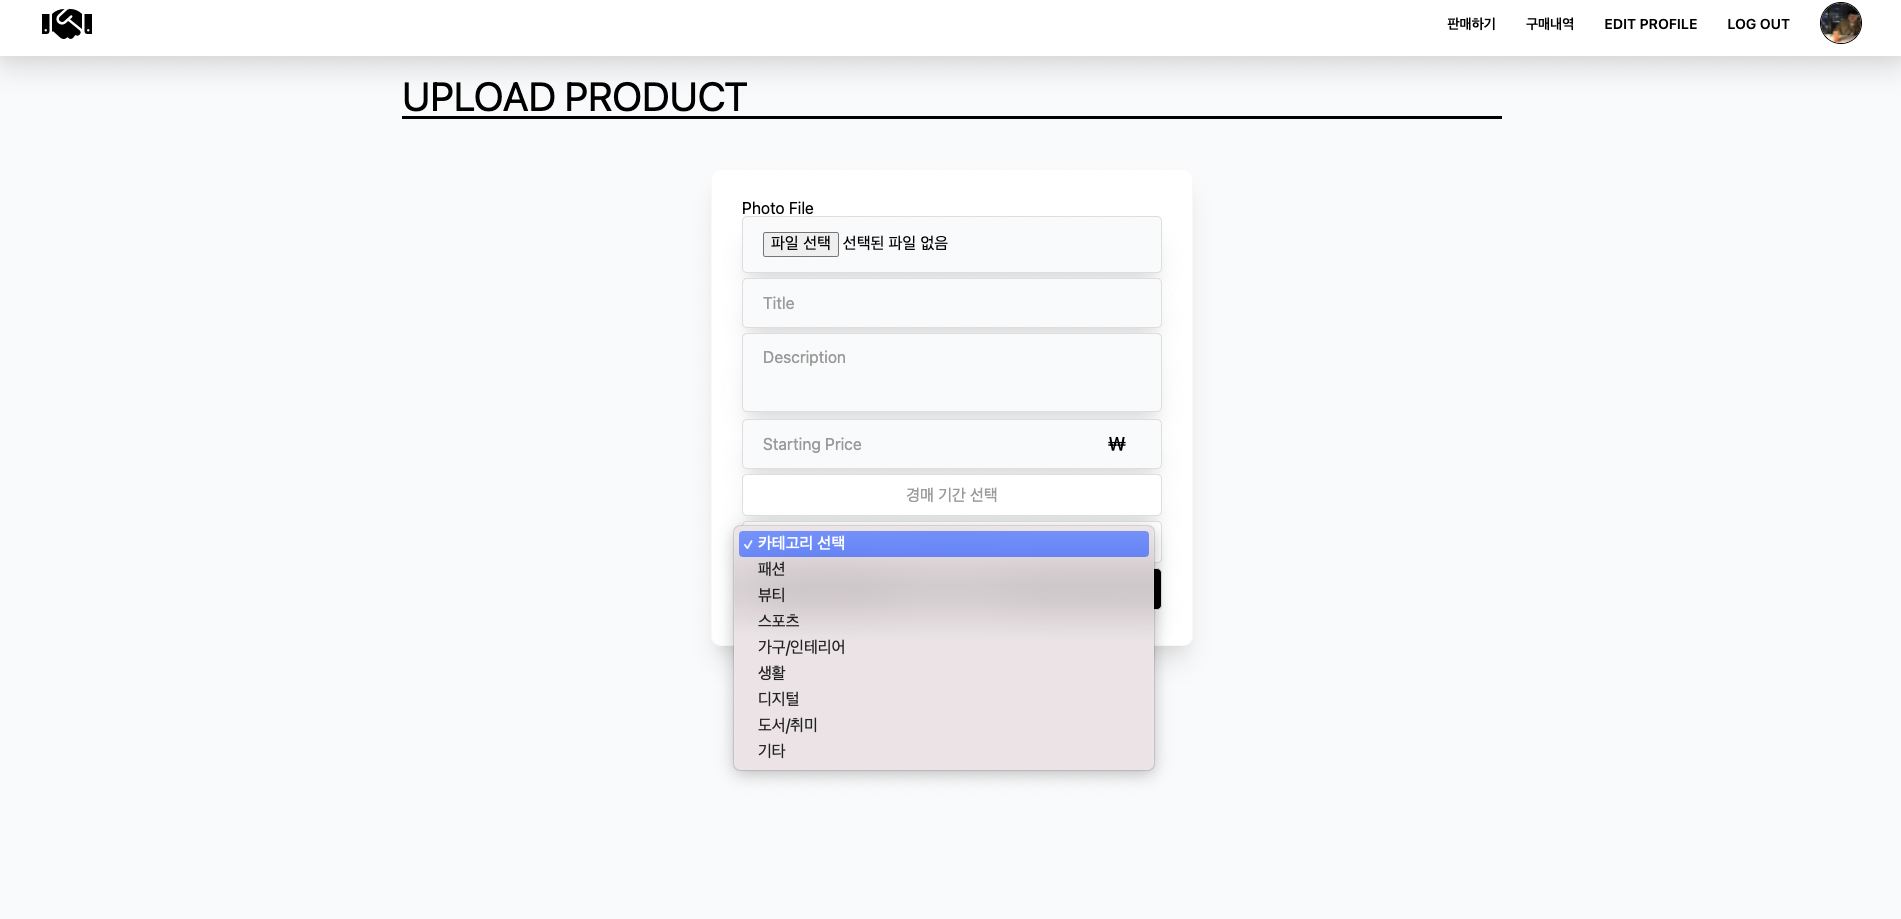 판매하기 구매내역 EDIT PROFILE LOG OUT
UPLOAD PRODUCT
Photo File
파일 선택 선택된 파일 없음
Title
Description
Starting Price ₩
경매 기간 선택
✓ 카테고리 선택
패션
뷰티
스포츠
가구/인테리어
생활
디지털
도서/취미
기타